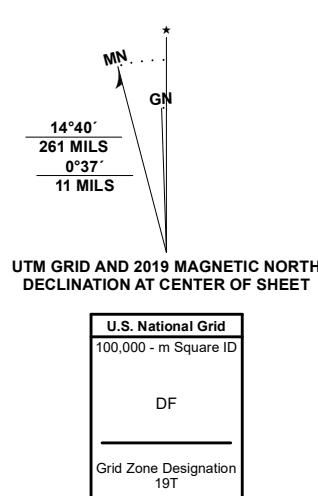 ★
MN
GN
14°40´
261 MILS
0°37´
11 MILS
UTM GRID AND 2019 MAGNETIC NORTH
DECLINATION AT CENTER OF SHEET
U.S. National Grid
100,000 - m Square ID
DF
Grid Zone Designation
19T